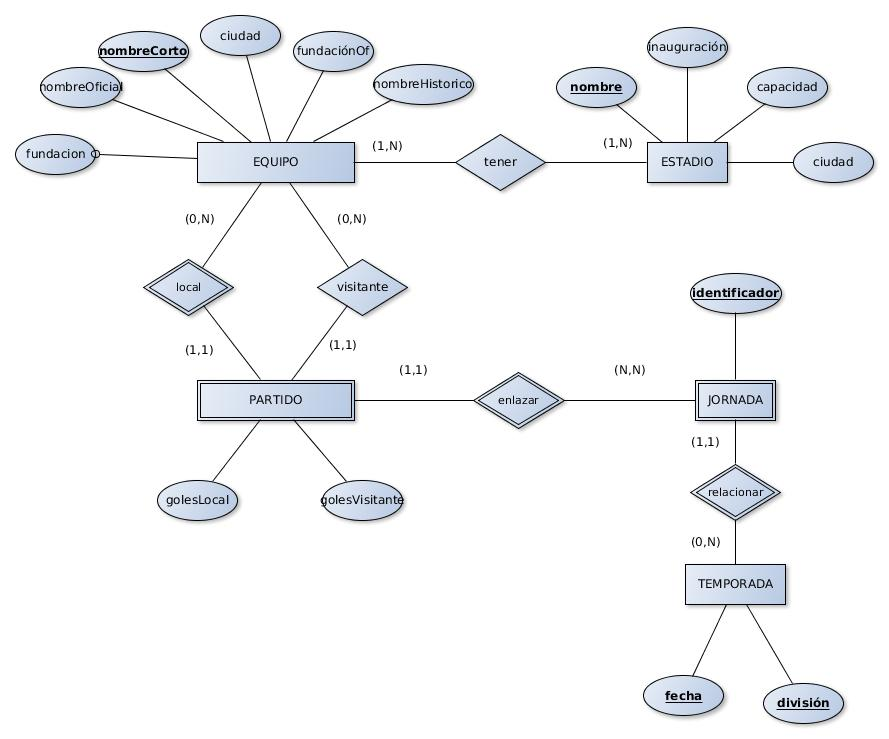 ciudad
nombreCorto
fundaciónOf
inauguración
nombreOficial
nombreHistorico
nombre
capacidad
fundacion
EQUIPO
(1,N)
tener
(1,N)
ESTADIO
ciudad
(0,N)
(0,N)
local
visitante
identificador
(1,1)
(1,1)
(1,1)
(N,N)
PARTIDO
enlazar
JORNADA
(1,1)
golesLocal
golesVisitante
relacionar
(0,N)
TEMPORADA
fecha
división